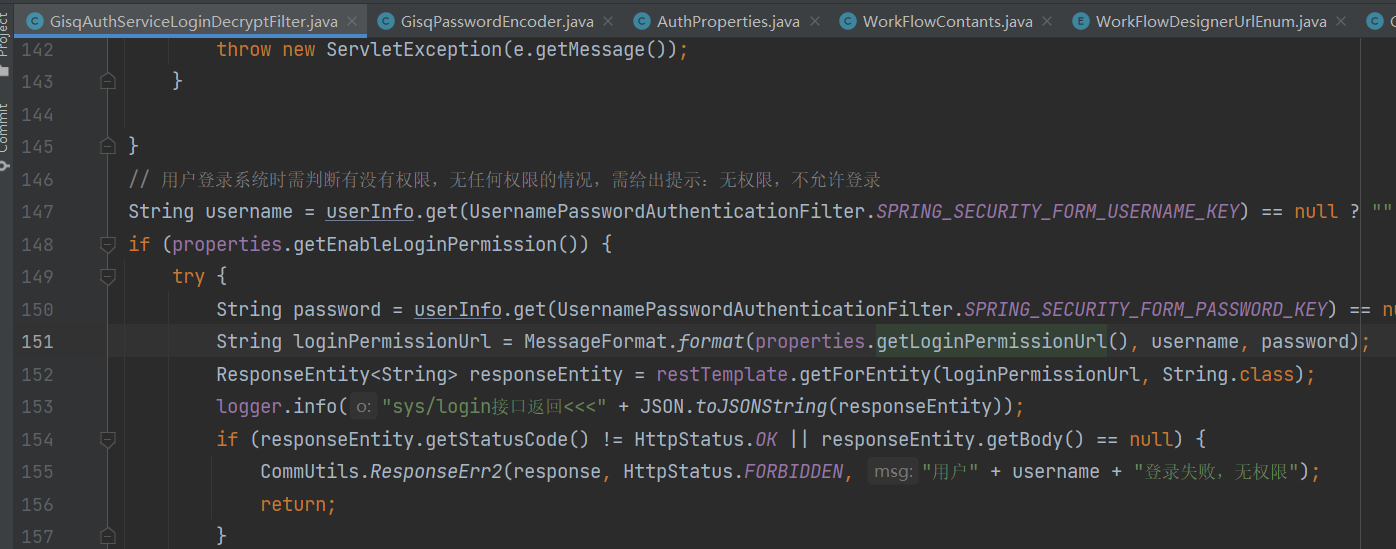 GisqAuthServiceLoginDecryptFilter.java GisqPasswordEncoder.java AuthProperties.java WorkFlowContants.java WorkFlowDesignerUrlEnum.java
Project
Commit
142 throw new ServletException(e.getMessage());
143 }
144
145 }
146 // 用户登录系统时需判断有没有权限，无任何权限的情况，需给出提示：无权限，不允许登录
147 String username = userInfo.get(UsernamePasswordAuthenticationFilter.SPRING_SECURITY_FORM_USERNAME_KEY) == null ? ""
148 if (properties.getEnableLoginPermission()) {
149 try {
150 String password = userInfo.get(UsernamePasswordAuthenticationFilter.SPRING_SECURITY_FORM_PASSWORD_KEY) == nu
151 String loginPermissionUrl = MessageFormat.format(properties.getLoginPermissionUrl(), username, password);
152 ResponseEntity<String> responseEntity = restTemplate.getForEntity(loginPermissionUrl, String.class);
153 logger.info( o: "sys/login接口返回<<<" + JSON.toJSONString(responseEntity));
154 if (responseEntity.getStatusCode() != HttpStatus.OK || responseEntity.getBody() == null) {
155 CommUtils.ResponseErr2(response, HttpStatus.FORBIDDEN, msg: "用户" + username + "登录失败，无权限");
156 return;
157 }